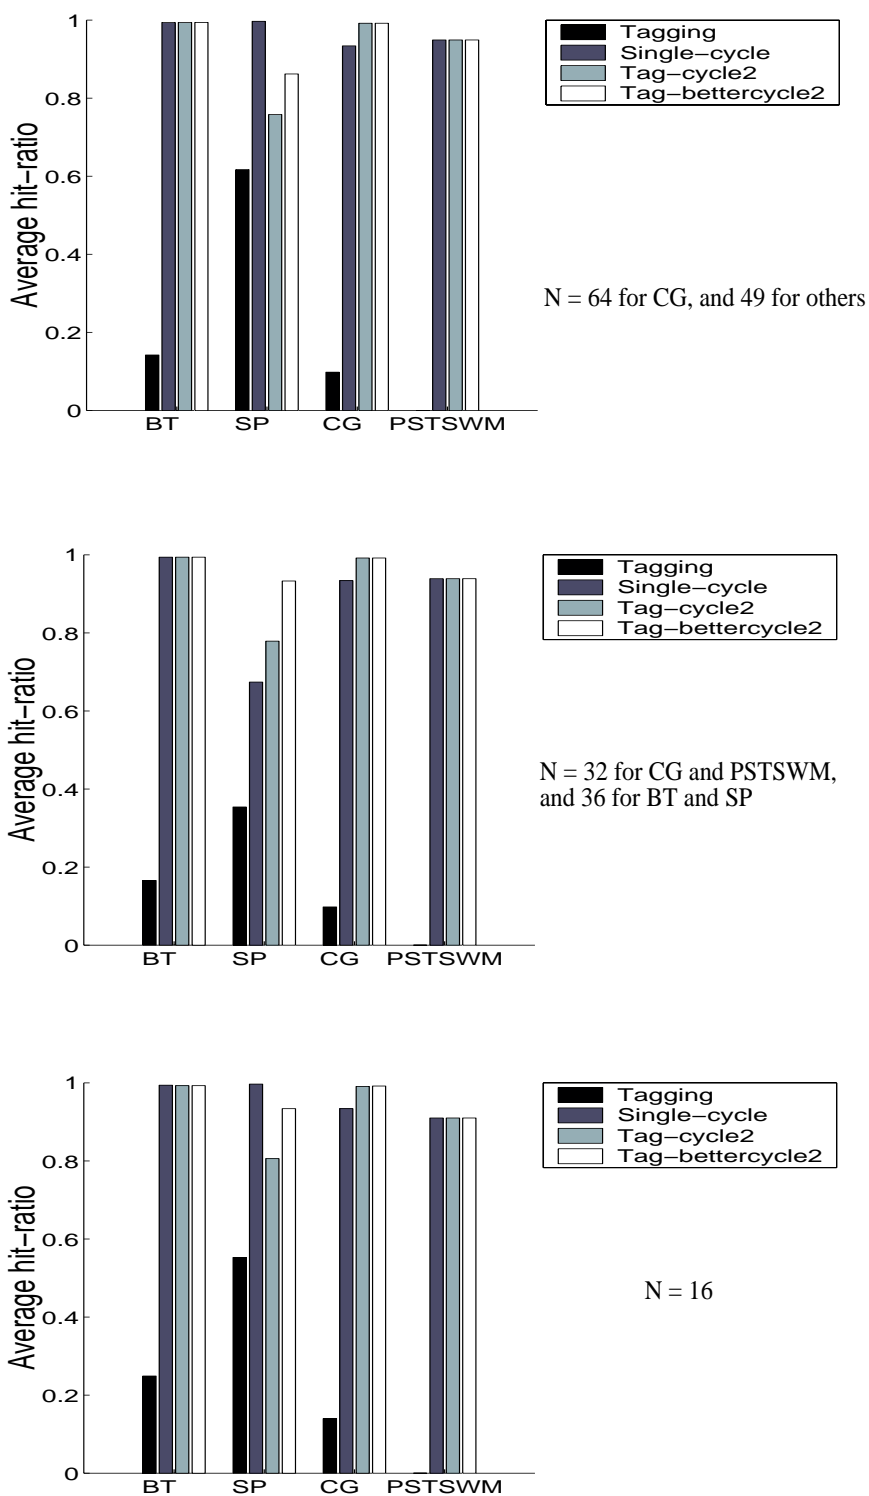 1
0.8
0.6
0.4
0.2
0
Average hit-ratio
BT SP CG PSTSWM
Tagging
Single-cycle
Tag-cycle2
Tag-bettercycle2
N = 64 for CG, and 49 for others
1
0.8
0.6
0.4
0.2
0
Average hit-ratio
BT SP CG PSTSWM
Tagging
Single-cycle
Tag-cycle2
Tag-bettercycle2
N = 32 for CG and PSTSWM,
and 36 for BT and SP
1
0.8
0.6
0.4
0.2
0
Average hit-ratio
BT SP CG PSTSWM
Tagging
Single-cycle
Tag-cycle2
Tag-bettercycle2
N = 16